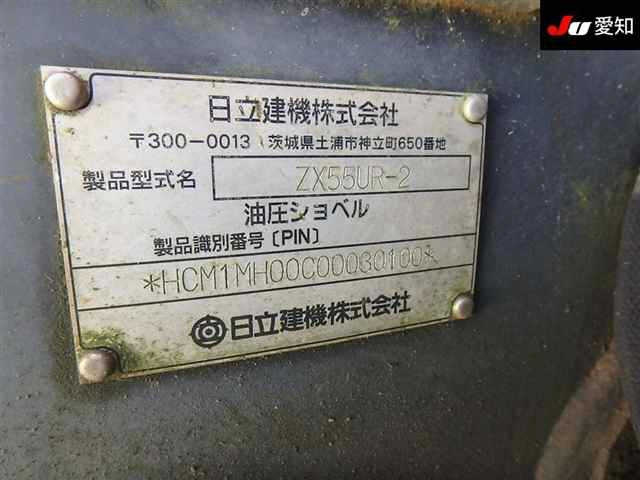 JU 愛知
日立建機株式会社
〒300-0013 茨城県土浦市神立町650番地
製品型式名 ZX55UR-2
油圧ショベル
製品識別番号〔PIN〕
*HCM1MH00C00030100*
日立建機株式会社